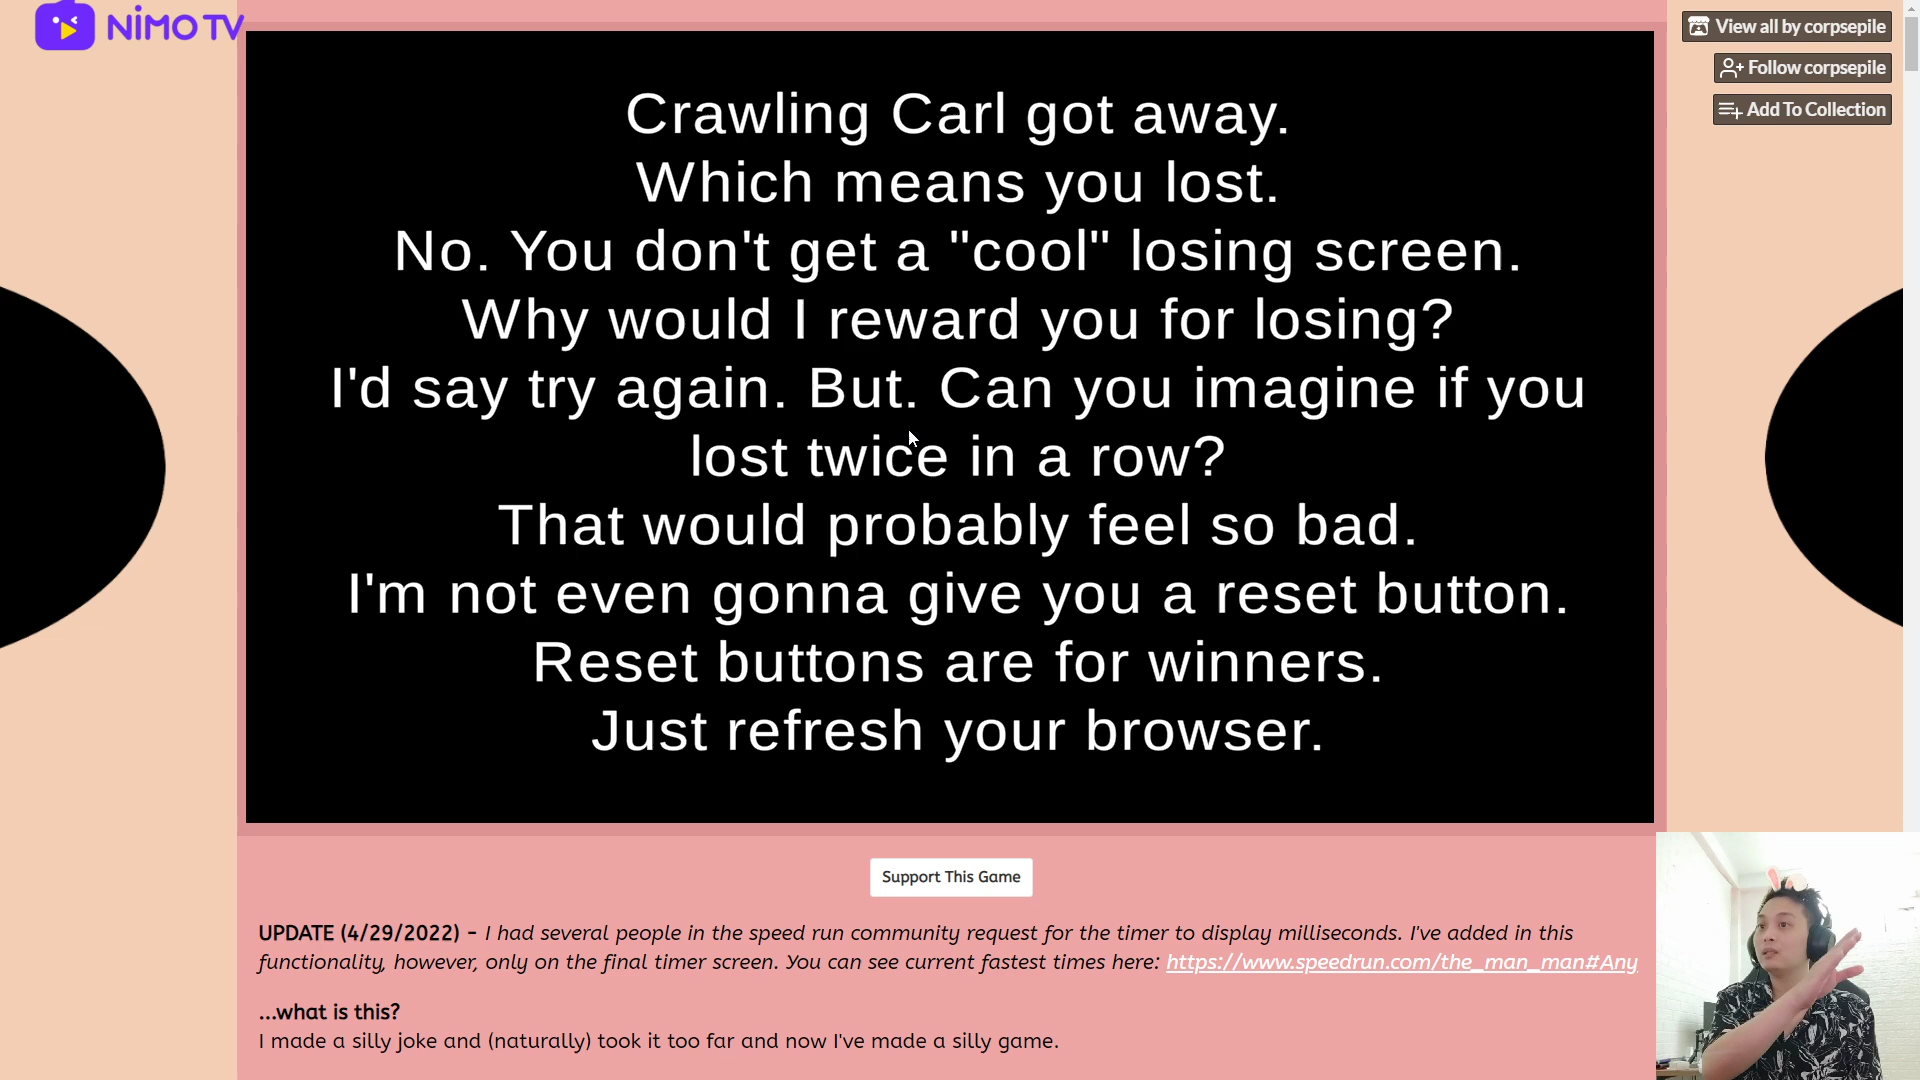 NIMO TV
View all by corpsepile
Follow corpsepile
Add To Collection
Crawling Carl got away.
Which means you lost.
No. You don't get a "cool" losing screen.
Why would I reward you for losing?
I'd say try again. But. Can you imagine if you
lost twice in a row?
That would probably feel so bad.
I'm not even gonna give you a reset button.
Reset buttons are for winners.
Just refresh your browser.
Support This Game
UPDATE (4/29/2022) - I had several people in the speed run community request for the timer to display milliseconds. I've added in this
functionality, however, only on the final timer screen. You can see current fastest times here: https://www.speedrun.com/the_man_man#Any
...what is this?
I made a silly joke and (naturally) took it too far and now I've made a silly game.